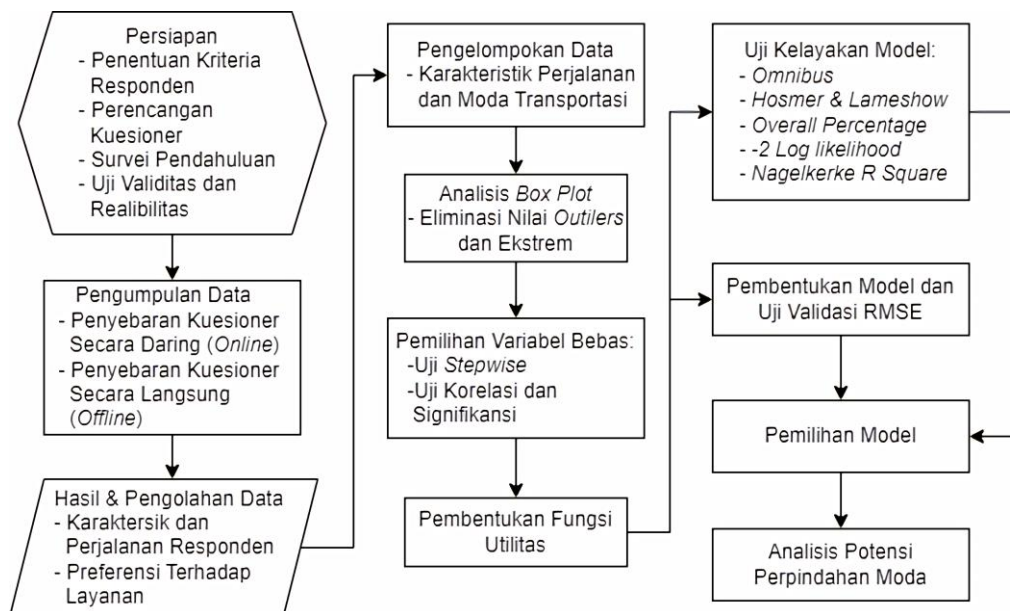 Persiapan
- Penentuan Kriteria
Responden
- Perencangan
Kuesioner
- Survei Pendahuluan
- Uji Validitas dan
Realibilitas
Pengumpulan Data
- Penyebaran Kuesioner
Secara Daring (Online)
- Penyebaran Kuesioner
Secara Langsung
(Offline)
Hasil & Pengolahan Data
- Karaktersik dan
Perjalanan Responden
- Preferensi Terhadap
Layanan
Pengelompokan Data
- Karakteristik Perjalanan
dan Moda Transportasi
Analisis Box Plot
- Eliminasi Nilai Outilers
dan Ekstrem
Pemilihan Variabel Bebas:
-Uji Stepwise
-Uji Korelasi dan
Signifikansi
Pembentukan Fungsi
Utilitas
Uji Kelayakan Model:
- Omnibus
- Hosmer & Lameshow
- Overall Percentage
- -2 Log likelihood
- Nagelkerke R Square
Pembentukan Model dan
Uji Validasi RMSE
Pemilihan Model
Analisis Potensi
Perpindahan Moda